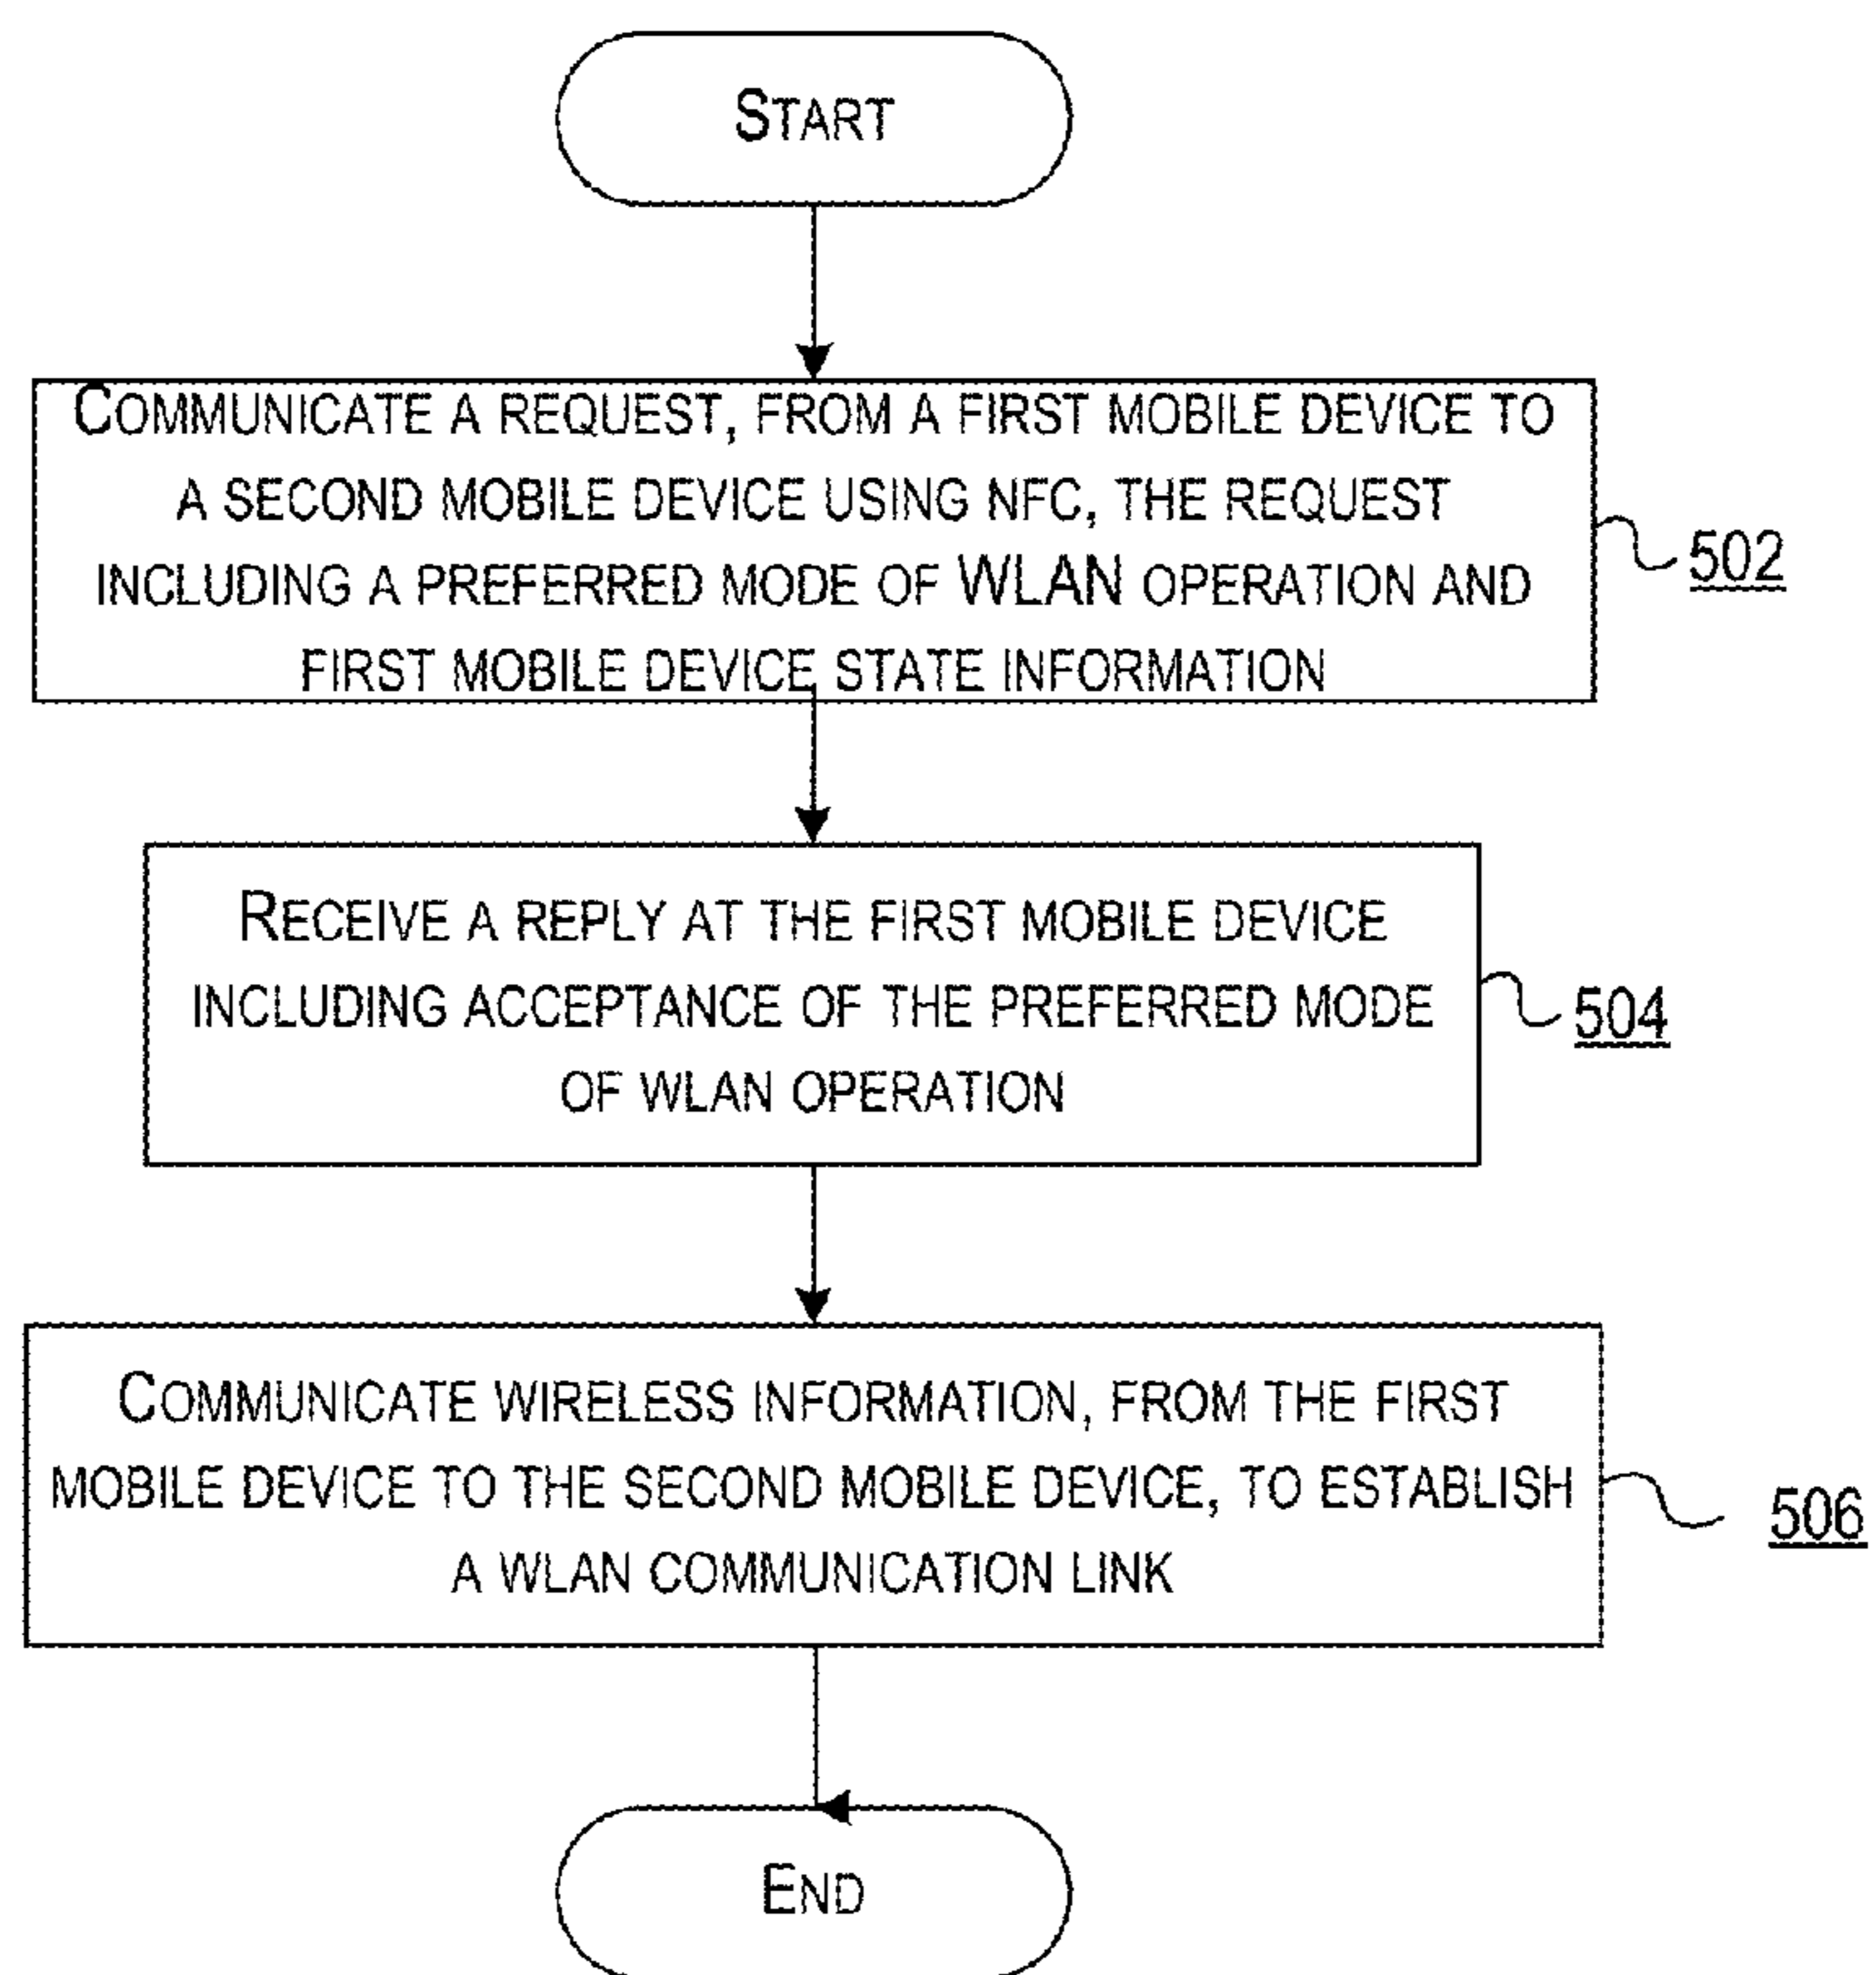 START
COMMUNICATE A REQUEST, FROM A FIRST MOBILE DEVICE TO
A SECOND MOBILE DEVICE USING NFC, THE REQUEST
INCLUDING A PREFERRED MODE OF WLAN OPERATION AND
FIRST MOBILE DEVICE STATE INFORMATION
502
RECEIVE A REPLY AT THE FIRST MOBILE DEVICE
INCLUDING ACCEPTANCE OF THE PREFERRED MODE
OF WLAN OPERATION
504
COMMUNICATE WIRELESS INFORMATION, FROM THE FIRST
MOBILE DEVICE TO THE SECOND MOBILE DEVICE, TO ESTABLISH
A WLAN COMMUNICATION LINK
506
END